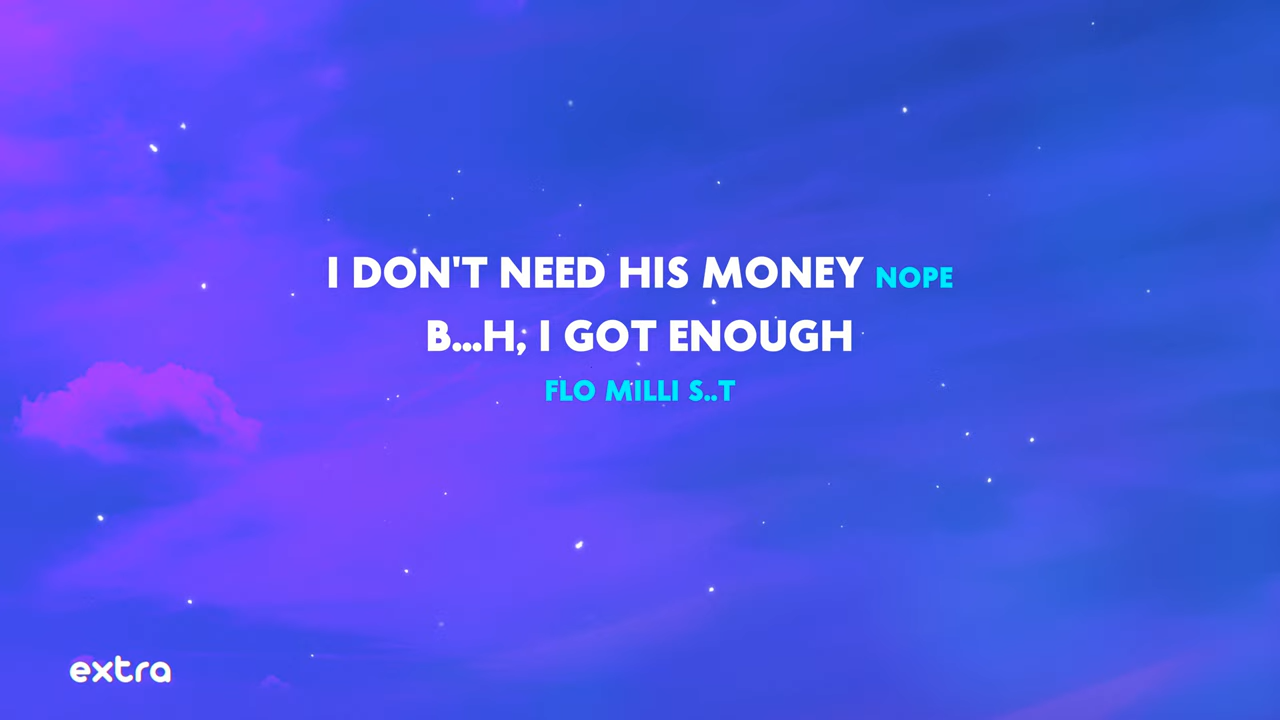 I DON'T NEED HIS MONEY NOPE
B...H, I GOT ENOUGH
FLO MILLI S..T
extra